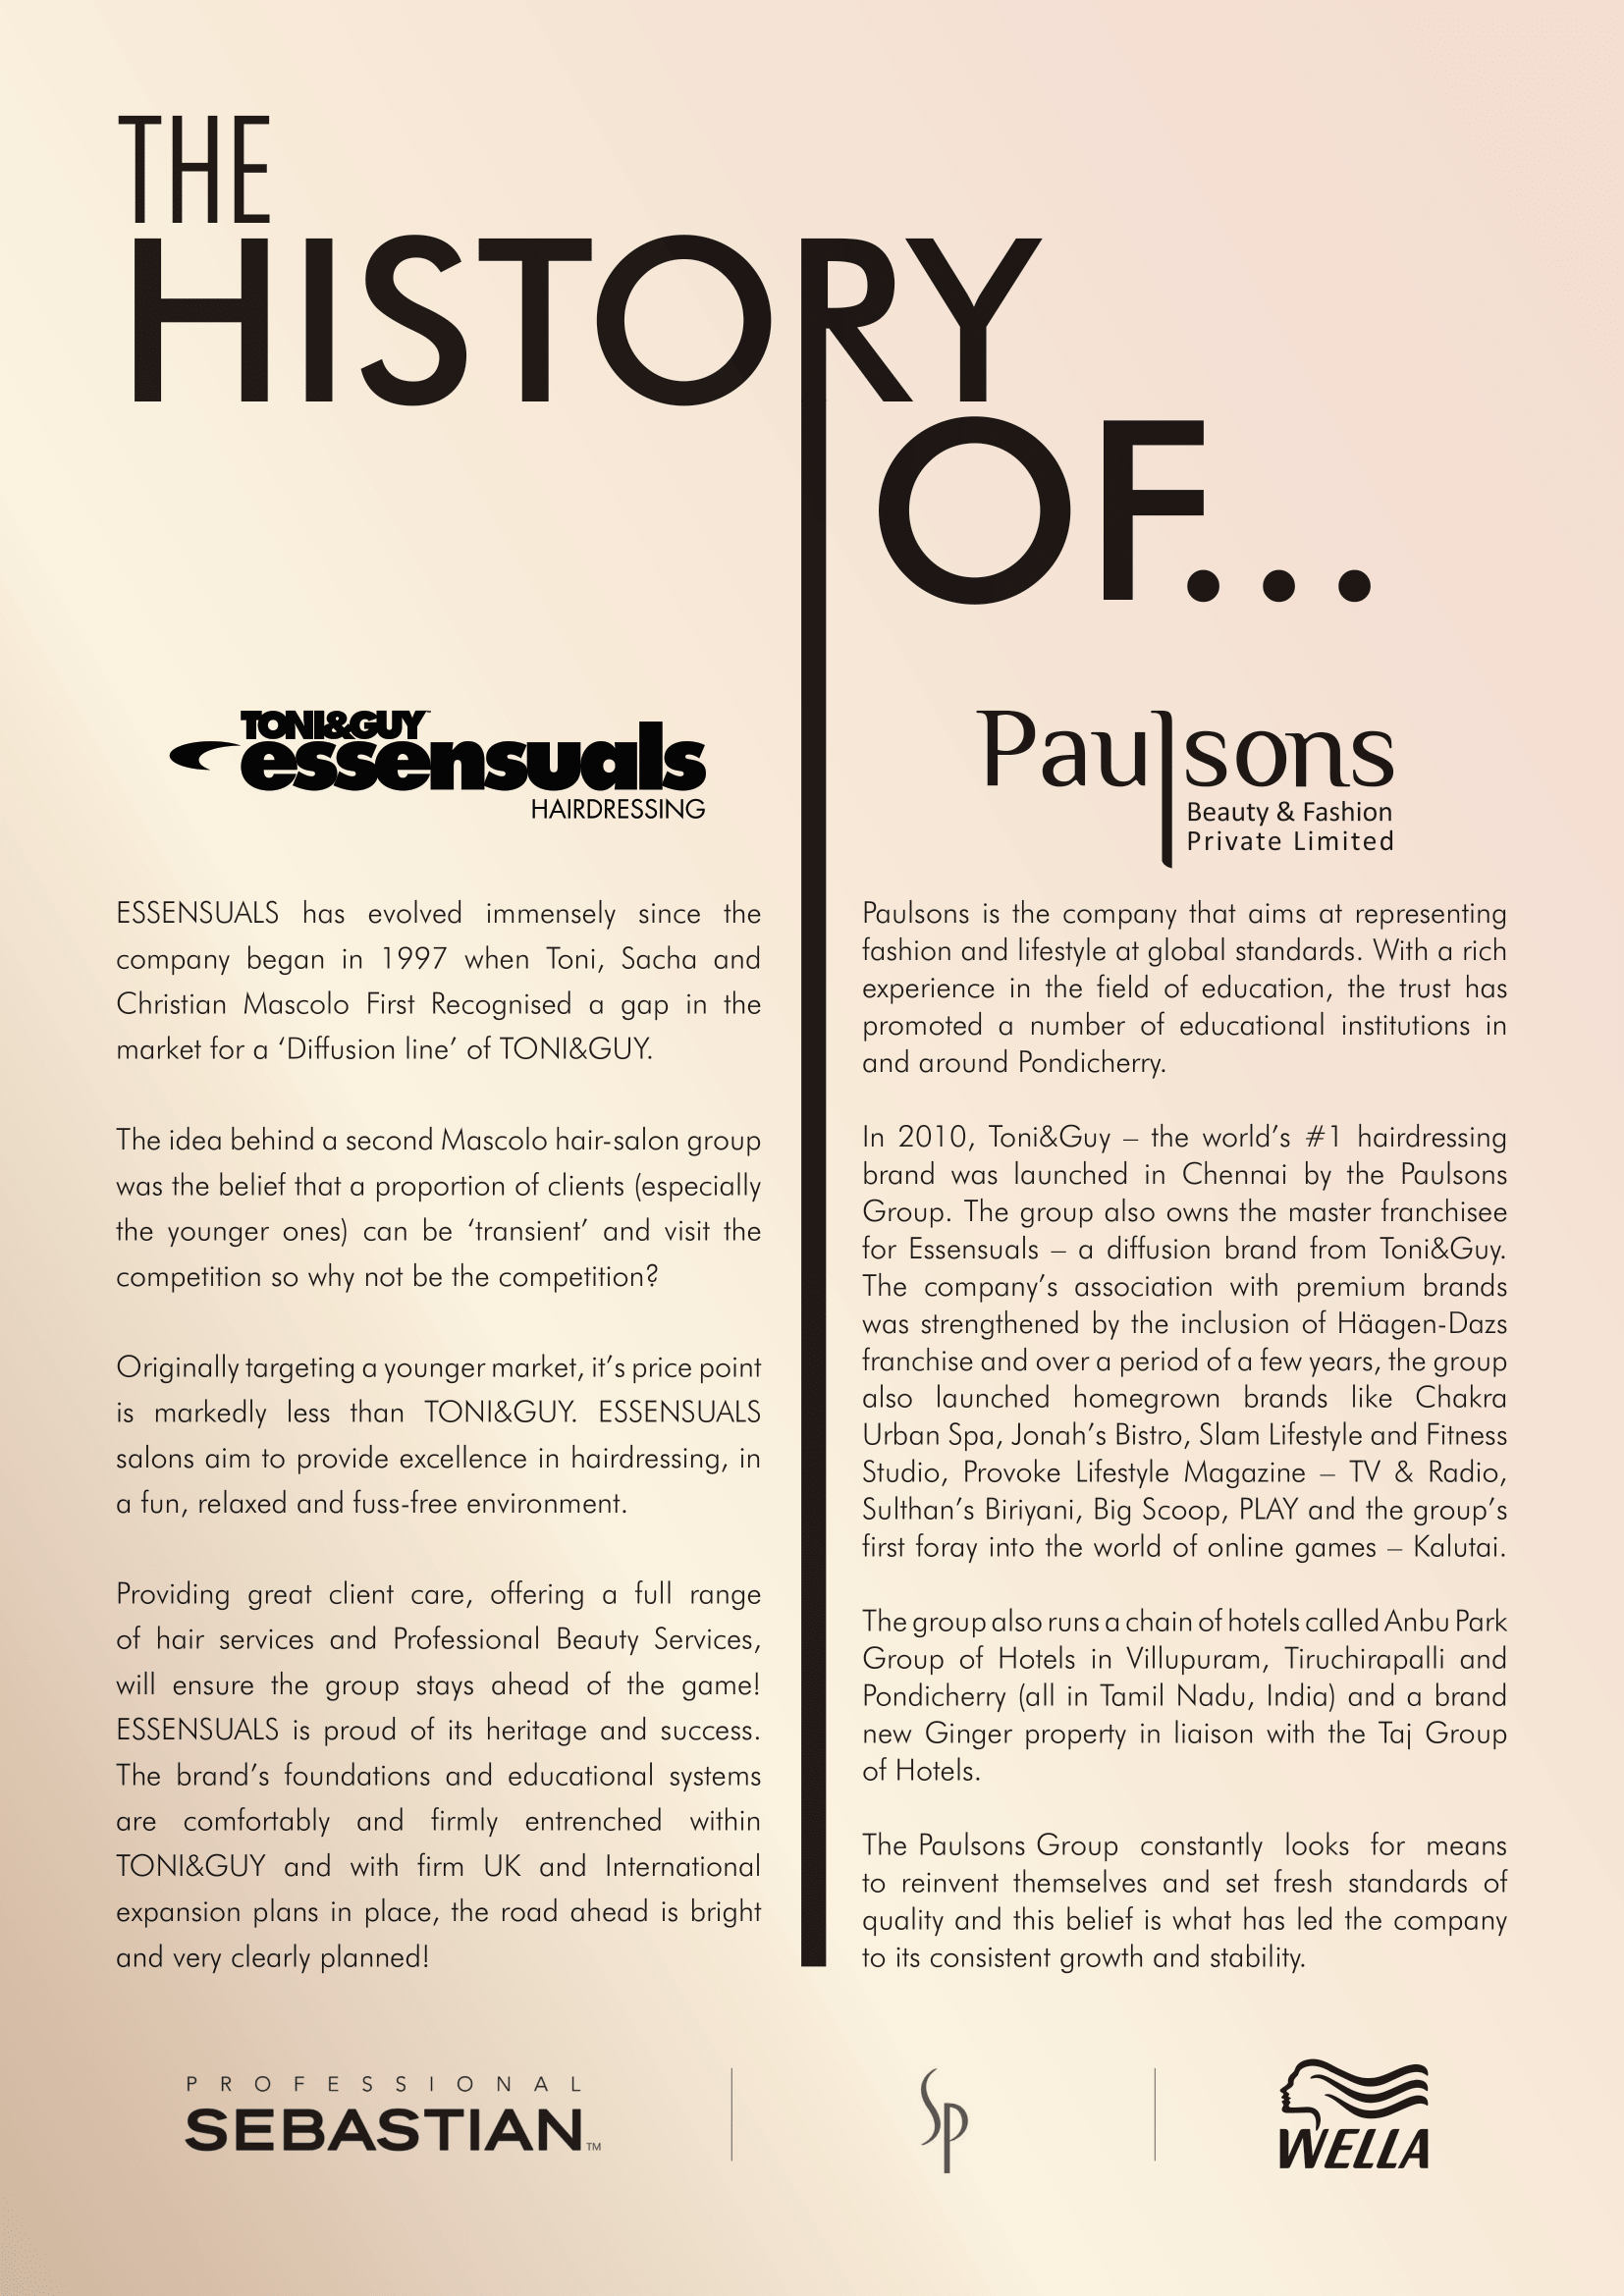 THE
HISTORY
OF...
TONI&GUY™
essensuals
HAIRDRESSING
ESSENSUALS has evolved immensely since the
company began in 1997 when Toni, Sacha and
Christian Mascolo First Recognised a gap in the
market for a ‘Diffusion line’ of TONI&GUY.
The idea behind a second Mascolo hair-salon group
was the belief that a proportion of clients (especially
the younger ones) can be ‘transient’ and visit the
competition so why not be the competition?
Originally targeting a younger market, it’s price point
is markedly less than TONI&GUY. ESSENSUALS
salons aim to provide excellence in hairdressing, in
a fun, relaxed and fuss-free environment.
Providing great client care, offering a full range
of hair services and Professional Beauty Services,
will ensure the group stays ahead of the game!
ESSENSUALS is proud of its heritage and success.
The brand’s foundations and educational systems
are comfortably and firmly entrenched within
TONI&GUY and with firm UK and International
expansion plans in place, the road ahead is bright
and very clearly planned!
Paulsons
Beauty & Fashion
Private Limited
Paulsons is the company that aims at representing
fashion and lifestyle at global standards. With a rich
experience in the field of education, the trust has
promoted a number of educational institutions in
and around Pondicherry.
In 2010, Toni&Guy – the world’s #1 hairdressing
brand was launched in Chennai by the Paulsons
Group. The group also owns the master franchisee
for Essensuals – a diffusion brand from Toni&Guy.
The company’s association with premium brands
was strengthened by the inclusion of Häagen-Dazs
franchise and over a period of a few years, the group
also launched homegrown brands like Chakra
Urban Spa, Jonah’s Bistro, Slam Lifestyle and Fitness
Studio, Provoke Lifestyle Magazine – TV & Radio,
Sulthan’s Biriyani, Big Scoop, PLAY and the group’s
first foray into the world of online games – Kalutai.
The group also runs a chain of hotels called Anbu Park
Group of Hotels in Villupuram, Tiruchirapalli and
Pondicherry (all in Tamil Nadu, India) and a brand
new Ginger property in liaison with the Taj Group
of Hotels.
The Paulsons Group constantly looks for means
to reinvent themselves and set fresh standards of
quality and this belief is what has led the company
to its consistent growth and stability.
PROFESSIONAL
SEBASTIAN™
SP
WELLA